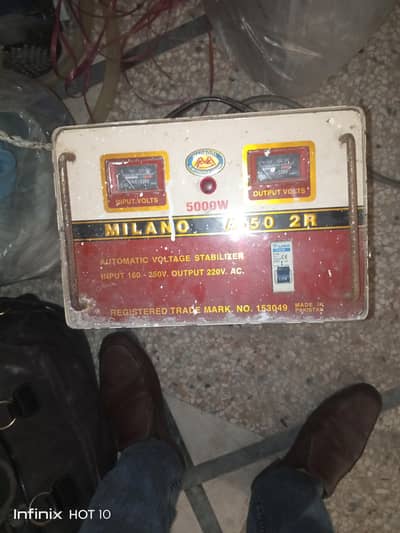 INPUT VOLTS
OUTPUT VOLTS
5000W
MILANO A-50 2R
AUTOMATIC VOLTAGE STABILIZER
INPUT 160 - 250V. OUTPUT 220V. AC.
REGISTERED TRADE MARK. NO. 153049
MADE IN
PAKISTAN
Infinix HOT 10